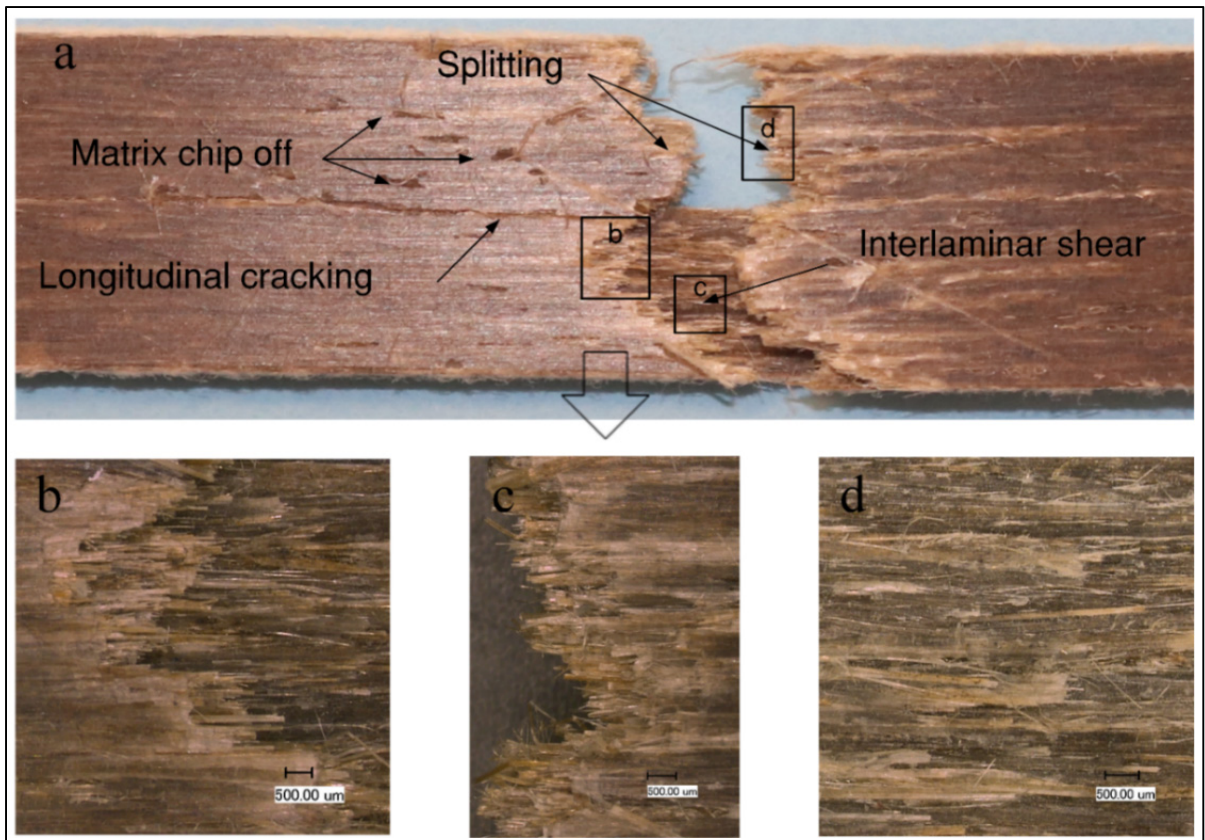 a
Splitting
d
Matrix chip off
b
Interlaminar shear
Longitudinal cracking
c
b
c
d
500.00 um
500.00 um
500.00 um